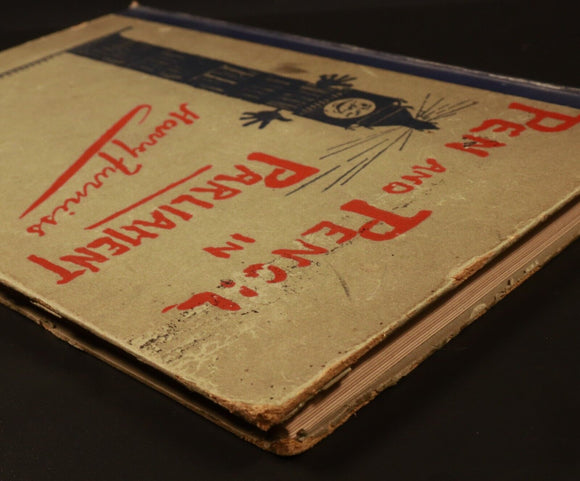 PEN AND PENCIL
IN
PARLIAMENT
Harry Furniss